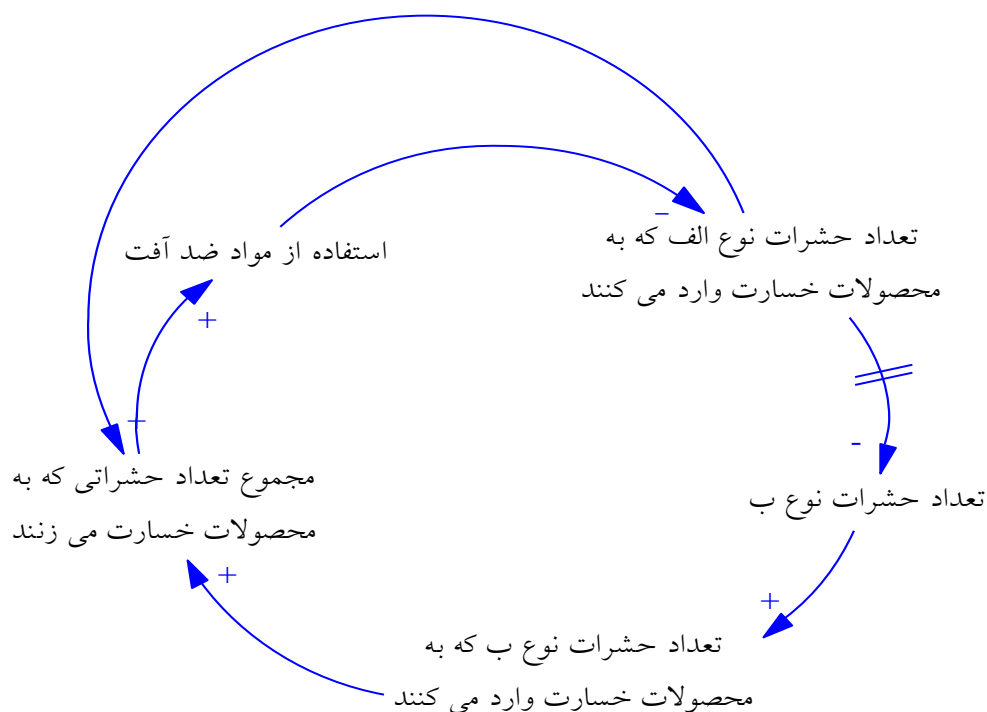 استفاده از مواد ضد آفت
تعداد حشرات نوع الف که به
محصولات خسارت وارد می کنند
تعداد حشرات نوع ب
تعداد حشرات نوع ب که به
محصولات خسارت وارد می کنند
مجموع تعداد حشراتی که به
محصولات خسارت می زنند
-
+
+
-
+
+